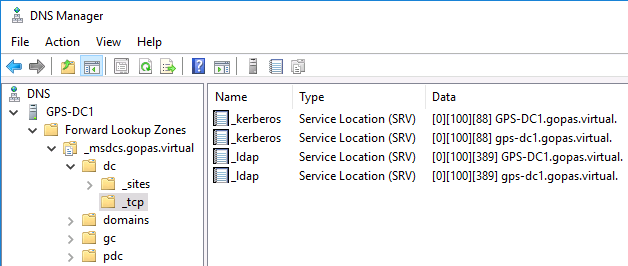 DNS Manager
File Action View Help
DNS
GPS-DC1
Forward Lookup Zones
_msdcs.gopas.virtual
dc
_sites
_tcp
domains
gc
pdc
Name Type Data
_kerberos Service Location (SRV) [0][100][88] GPS-DC1.gopas.virtual.
_kerberos Service Location (SRV) [0][100][88] gps-dc1.gopas.virtual.
_ldap Service Location (SRV) [0][100][389] GPS-DC1.gopas.virtual.
_ldap Service Location (SRV) [0][100][389] gps-dc1.gopas.virtual.